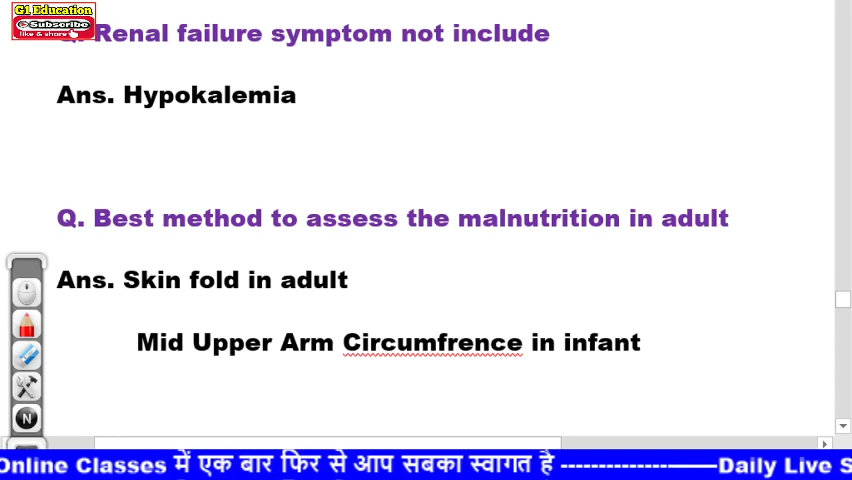 G1 Education
Subscribe
like & share
Q. Renal failure symptom not include
Ans. Hypokalemia
Q. Best method to assess the malnutrition in adult
Ans. Skin fold in adult
Mid Upper Arm Circumfrence in infant
N
Online Classes में एक बार फिर से आप सबका स्वागत है ---------------——Daily Live S